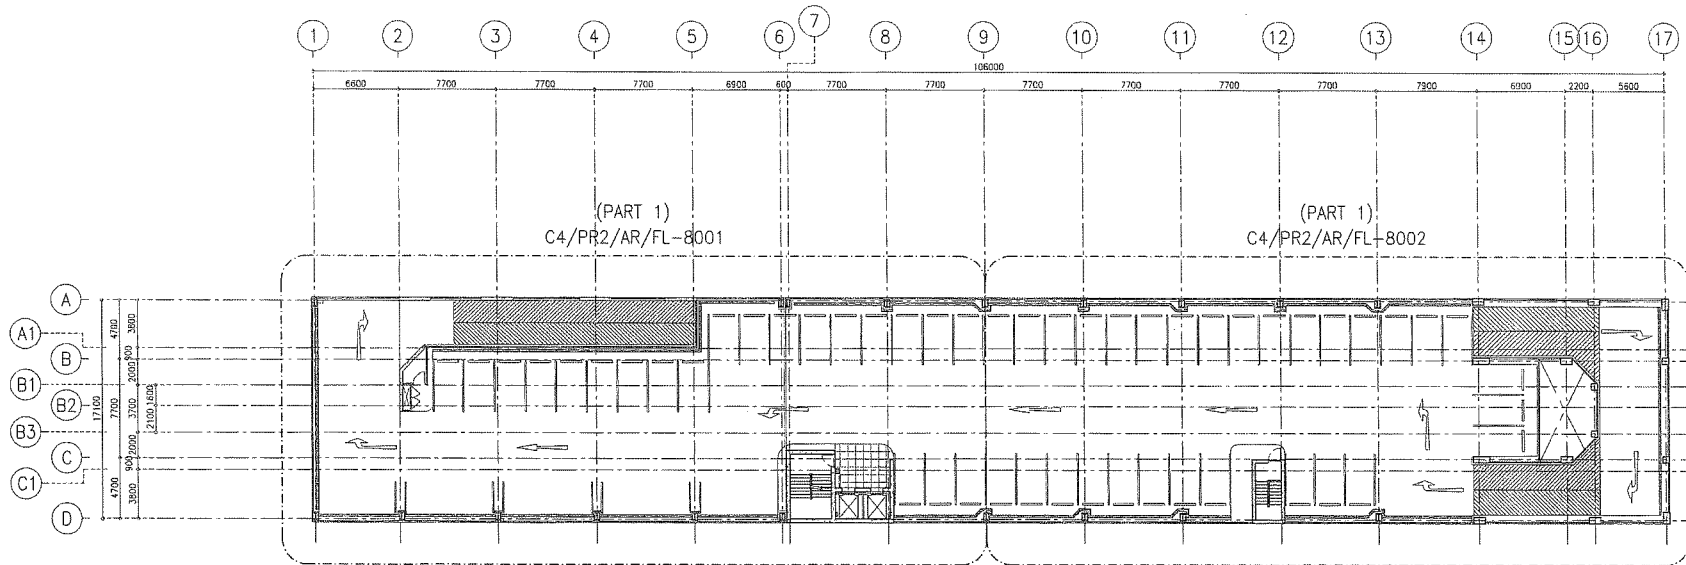 1 2 3 4 5 6 7 8 9 10 11 12 13 14 15 16 17
106000
6600 7700 7700 7700 6900 600 7700 7700 7700 7700 7700 7700 7900 6900 2200 5600
(PART 1)
C4/PR2/AR/FL-8001
(PART 1)
C4/PR2/AR/FL-8002
A
A1
B
B1
B2
B3
C
C1
D
17100
4700
7700
4700
3800
900
2000
3700
2000
900
3800
1600
2100